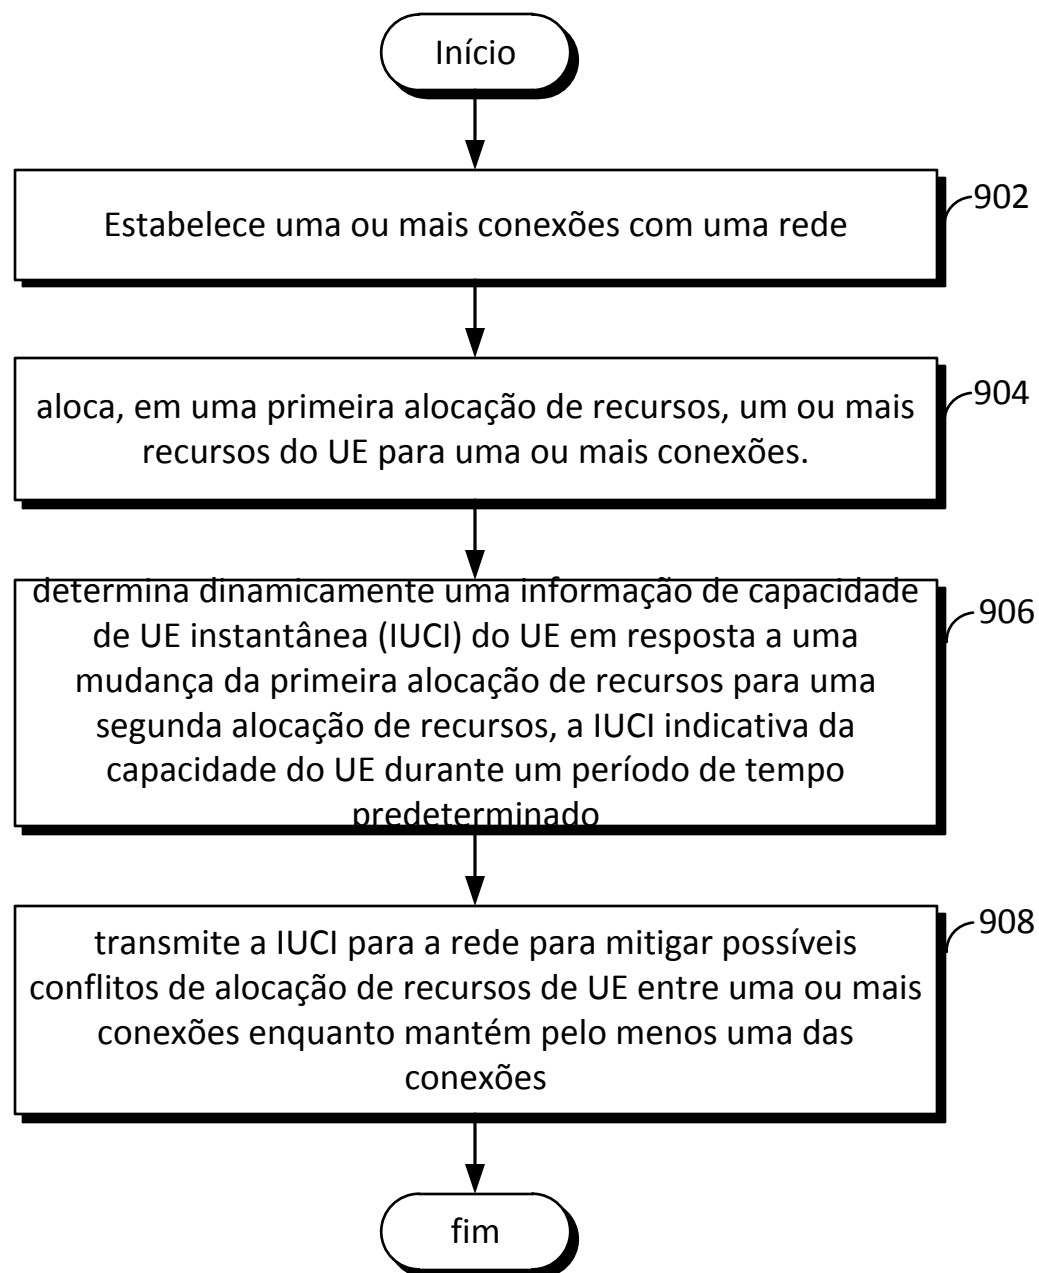 Início
Estabelece uma ou mais conexões com uma rede
902
aloca, em uma primeira alocação de recursos, um ou mais
recursos do UE para uma ou mais conexões.
904
determina dinamicamente uma informação de capacidade
de UE instantânea (IUCI) do UE em resposta a uma
mudança da primeira alocação de recursos para uma
segunda alocação de recursos, a IUCI indicativa da
capacidade do UE durante um período de tempo
predeterminado
906
transmite a IUCI para a rede para mitigar possíveis
conflitos de alocação de recursos de UE entre uma ou mais
conexões enquanto mantém pelo menos uma das
conexões
908
fim